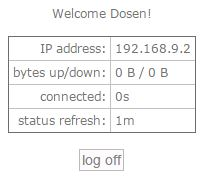 Welcome Dosen!
IP address: 192.168.9.2
bytes up/down: 0 B / 0 B
connected: 0s
status refresh: 1m
log off